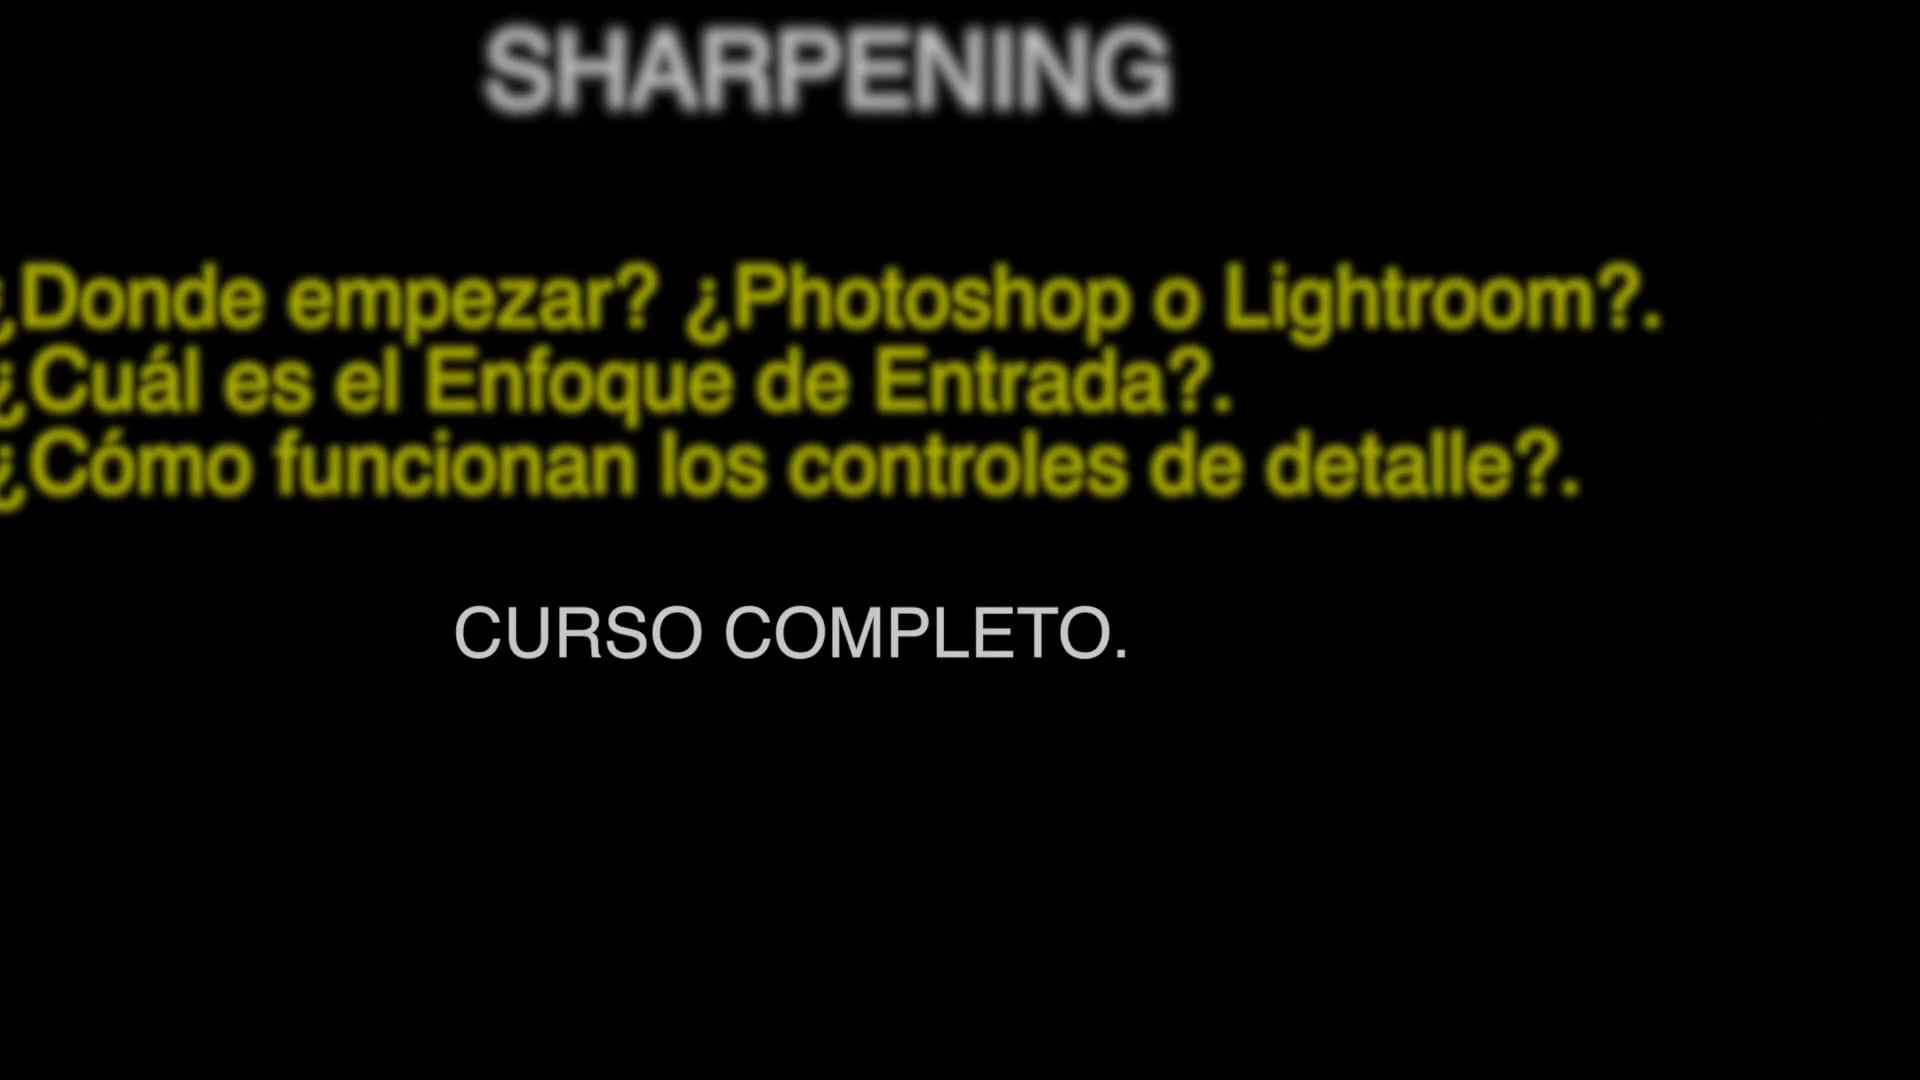 SHARPENING
¿Donde empezar? ¿Photoshop o Lightroom?.
¿Cuál es el Enfoque de Entrada?.
¿Cómo funcionan los controles de detalle?.
CURSO COMPLETO.